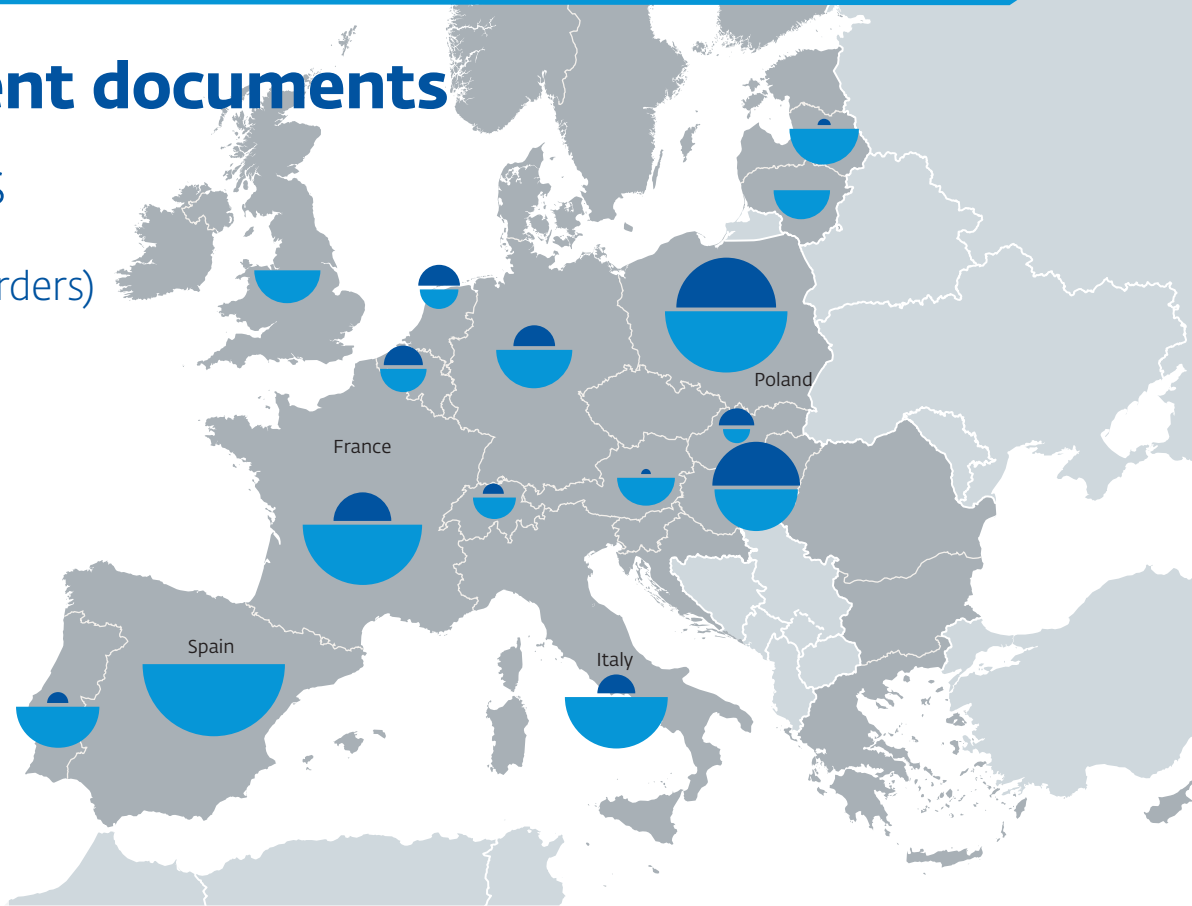 ent documents
s
rders)
Poland
France
Spain
Italy